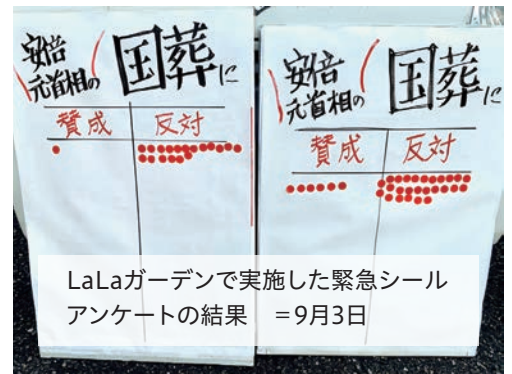 安倍
元首相の
国葬に
賛成 反対
安倍
元首相の
国葬に
賛成 反対
LaLaガーデンで実施した緊急シール
アンケートの結果 ＝9月3日